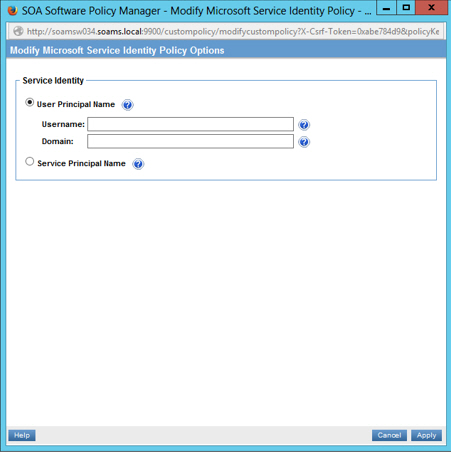 SOA Software Policy Manager - Modify Microsoft Service Identity Policy - ...
http://soamsw034.soams.local:9900/custompolicy/modifycustompolicy?X-Csrf-Token=0xabe784d9&policyKe
Modify Microsoft Service Identity Policy Options
Service Identity
User Principal Name ?
Username: ?
Domain: ?
Service Principal Name ?
Help Cancel Apply